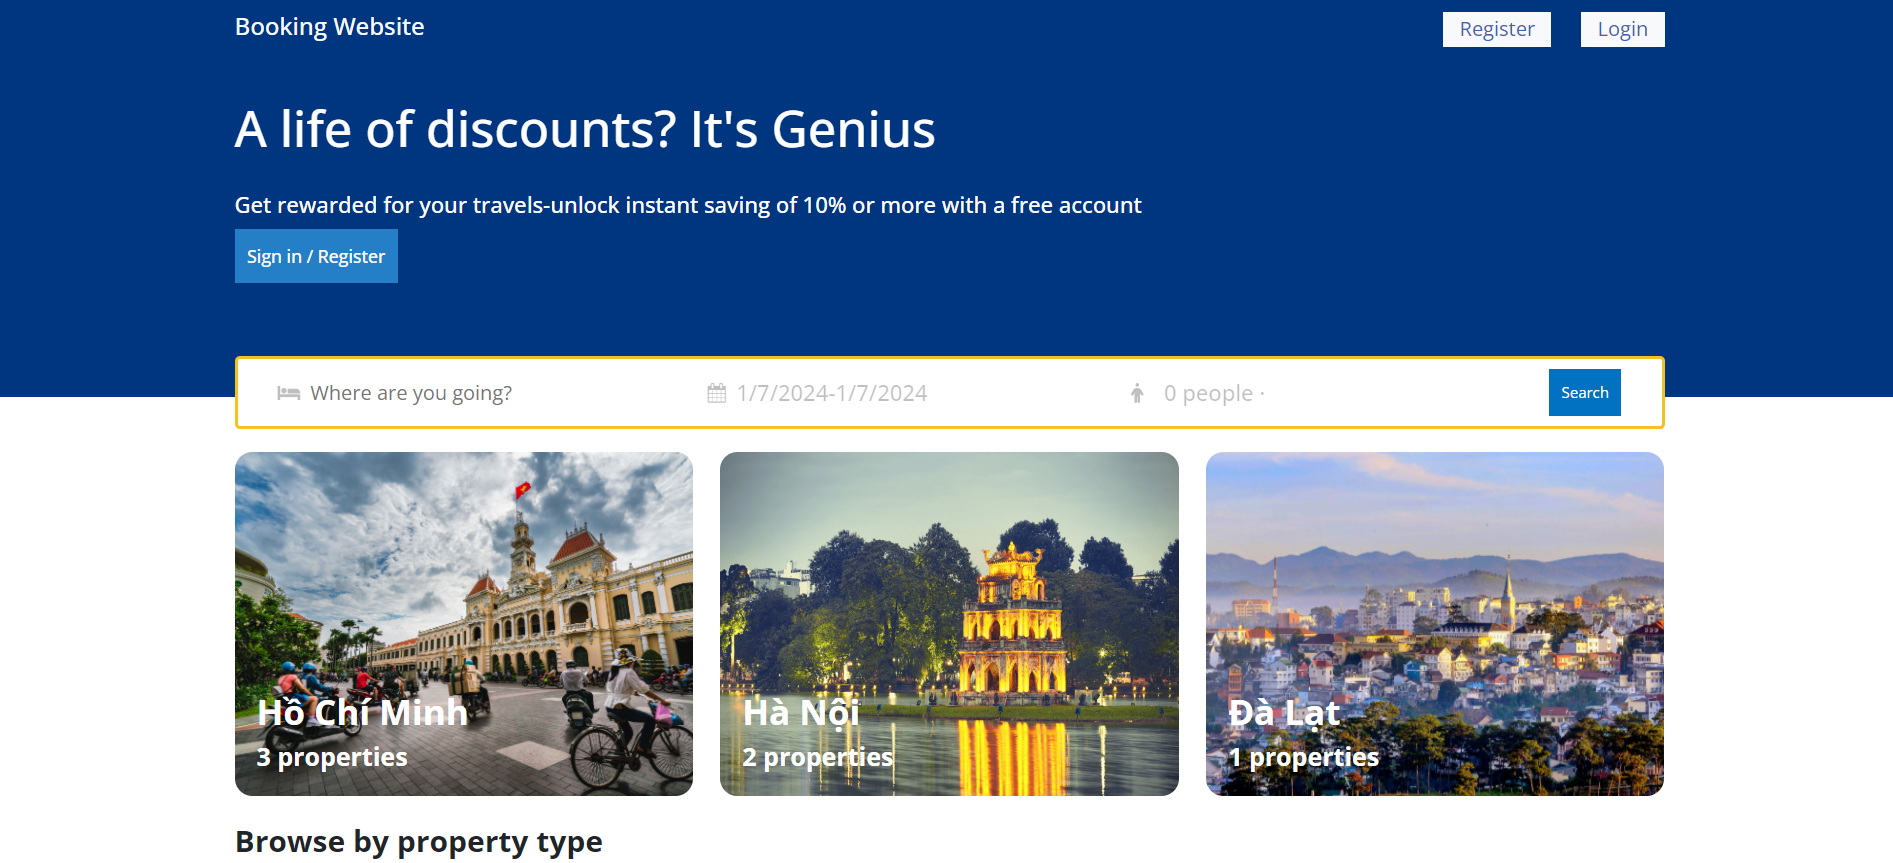 Booking Website
Register
Login
A life of discounts? It's Genius
Get rewarded for your travels-unlock instant saving of 10% or more with a free account
Sign in / Register
Where are you going?
1/7/2024-1/7/2024
0 people ·
Search
Hồ Chí Minh
3 properties
Hà Nội
2 properties
Đà Lạt
1 properties
Browse by property type